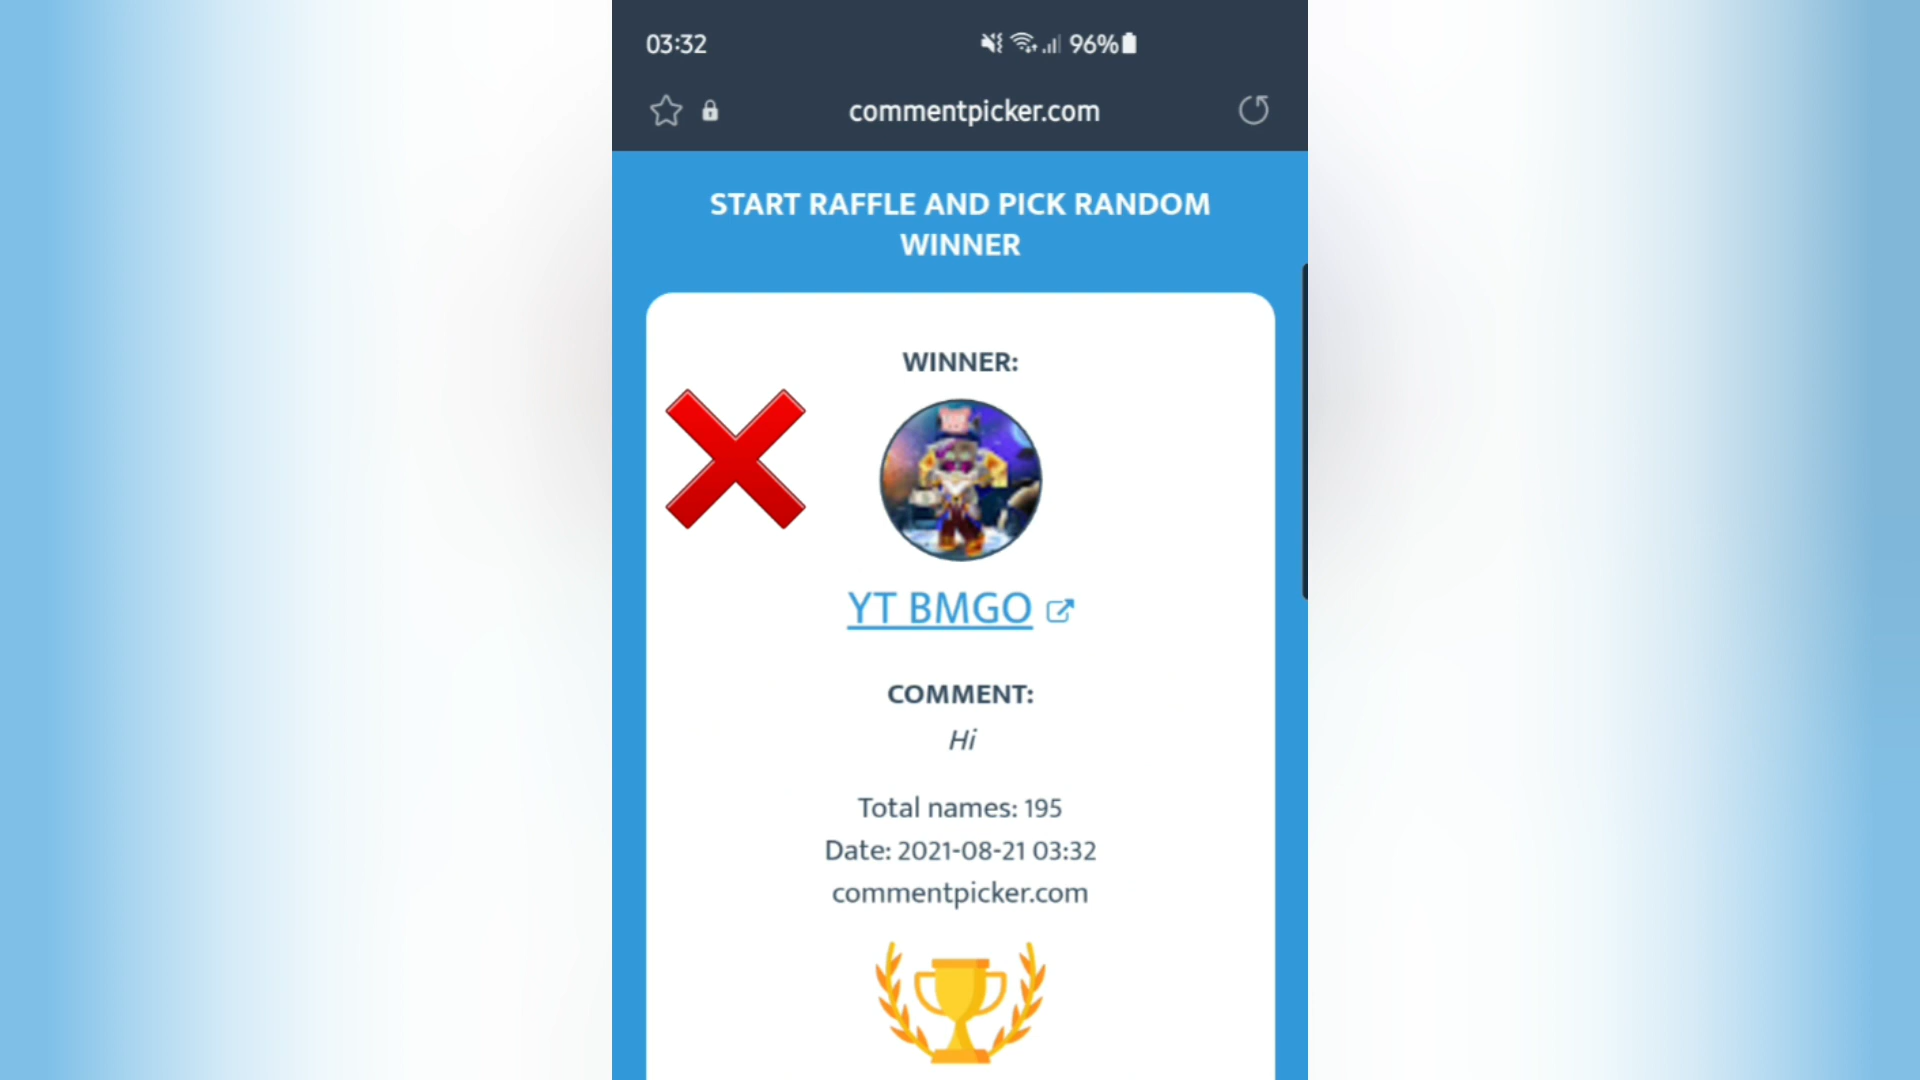 03:32
96%
commentpicker.com
START RAFFLE AND PICK RANDOM
WINNER
WINNER:
YT BMGO
COMMENT:
Hi
Total names: 195
Date: 2021-08-21 03:32
commentpicker.com